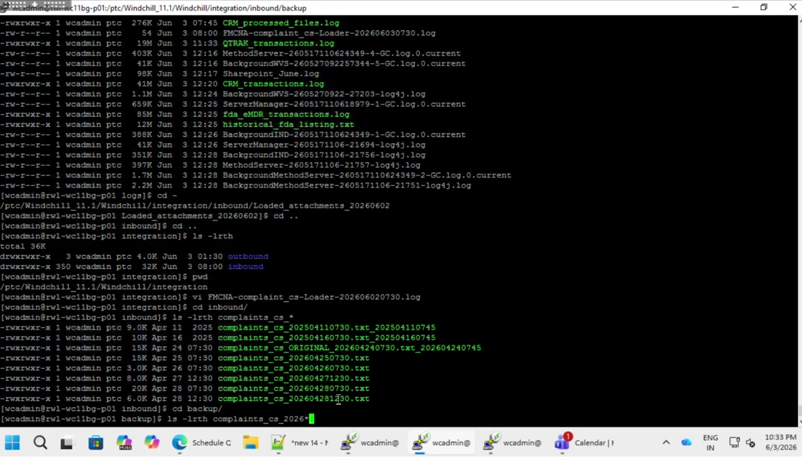 wcadmin@rwl-wc11bg-p01:/ptc/Windchill_11.1/Windchill/integration/inbound/backup
-rwxrwxr-x 1 wcadmin ptc 276K Jun 3 07:45 CRM_processed_files.log
-rw-r--r-- 1 wcadmin ptc 54 Jun 3 08:00 FMCNA-complaint_cs-Loader-202606030730.log
-rwxrwxr-x 1 wcadmin ptc 19M Jun 3 11:33 QTRAK_transactions.log
-rw-r--r-- 1 wcadmin ptc 403K Jun 3 12:16 MethodServer-260517110624349-4-GC.log.0.current
-rw-r--r-- 1 wcadmin ptc 41K Jun 3 12:16 BackgroundWVS-2605270922573​44-5-GC.log.0.current
-rw-r--r-- 1 wcadmin ptc 98K Jun 3 12:17 Sharepoint_June.log
-rwxrwxr-x 1 wcadmin ptc 41M Jun 3 12:20 CRM_transactions.log
-rw-r--r-- 1 wcadmin ptc 1.1M Jun 3 12:24 BackgroundWVS-2605270922-27203-log4j.log
-rw-r--r-- 1 wcadmin ptc 659K Jun 3 12:24 ServerManager-260517110618979-1-GC.log.0.current
-rwxrwxr-x 1 wcadmin ptc 85M Jun 3 12:24 fda_eMDR_transactions.log
-rwxrwxr-x 1 wcadmin ptc 11M Jun 3 12:24 historical_fda_listing.txt
-rw-r--r-- 1 wcadmin ptc 388K Jun 3 12:26 BackgroundIND-260517110624349-1-GC.log.0.current
-rw-r--r-- 1 wcadmin ptc 41K Jun 3 12:28 ServerManager-2605171106-21694-log4j.log
-rw-r--r-- 1 wcadmin ptc 351K Jun 3 12:28 BackgroundIND-2605171106-21756-log4j.log
-rw-r--r-- 1 wcadmin ptc 397K Jun 3 12:28 MethodServer-2605171106-21757-log4j.log
-rw-r--r-- 1 wcadmin ptc 1.7M Jun 3 12:28 BackgroundMethodServer-260517110624349-2-GC.log.0.current
-rw-r--r-- 1 wcadmin ptc 2.2M Jun 3 12:28 BackgroundMethodServer-2605171106-21751-log4j.log
[wcadmin@rwl-wc11bg-p01 logs]$ cd -
/ptc/Windchill_11.1/Windchill/integration/inbound/Loaded_attachments_20260602
[wcadmin@rwl-wc11bg-p01 Loaded_attachments_20260602]$ cd ..
[wcadmin@rwl-wc11bg-p01 inbound]$ cd ..
[wcadmin@rwl-wc11bg-p01 integration]$ ls -lrth
total 36K
drwxrwxr-x 3 wcadmin ptc 4.0K Jun 3 01:30 outbound
drwxrwxr-x 350 wcadmin ptc 32K Jun 3 08:00 inbound
[wcadmin@rwl-wc11bg-p01 integration]$ pwd
/ptc/Windchill_11.1/Windchill/integration
[wcadmin@rwl-wc11bg-p01 integration]$ vi FMCNA-complaint_cs-Loader-202606020730.log
[wcadmin@rwl-wc11bg-p01 integration]$ cd inbound/
[wcadmin@rwl-wc11bg-p01 inbound]$ ls -lrth complaints_cs_*
-rwxrwxr-x 1 wcadmin ptc 9.0K Apr 11 2025 complaints_cs_202504110730.txt_202504110745
-rwxrwxr-x 1 wcadmin ptc 10K Apr 16 2025 complaints_cs_202504160730.txt_202504160745
-rwxrwxr-x 1 wcadmin ptc 15K Apr 24 07:30 complaints_cs_ORIGINAL_202604240730.txt_202604240745
-rwxrwxr-x 1 wcadmin ptc 15K Apr 25 07:30 complaints_cs_202604250730.txt
-rwxrwxr-x 1 wcadmin ptc 3.0K Apr 26 07:30 complaints_cs_202604260730.txt
-rwxrwxr-x 1 wcadmin ptc 8.0K Apr 27 12:30 complaints_cs_202604271230.txt
-rwxrwxr-x 1 wcadmin ptc 20K Apr 28 07:30 complaints_cs_202604280730.txt
-rwxrwxr-x 1 wcadmin ptc 6.0K Apr 28 12:30 complaints_cs_202604281230.txt
[wcadmin@rwl-wc11bg-p01 inbound]$ cd backup/
[wcadmin@rwl-wc11bg-p01 backup]$ ls -lrth complaints_cs_2026*
Schedule C
*new 14 - N
wcadmin@
wcadmin@
wcadmin@
1
Calendar |
ENG
IN
10:33 PM
6/3/2026